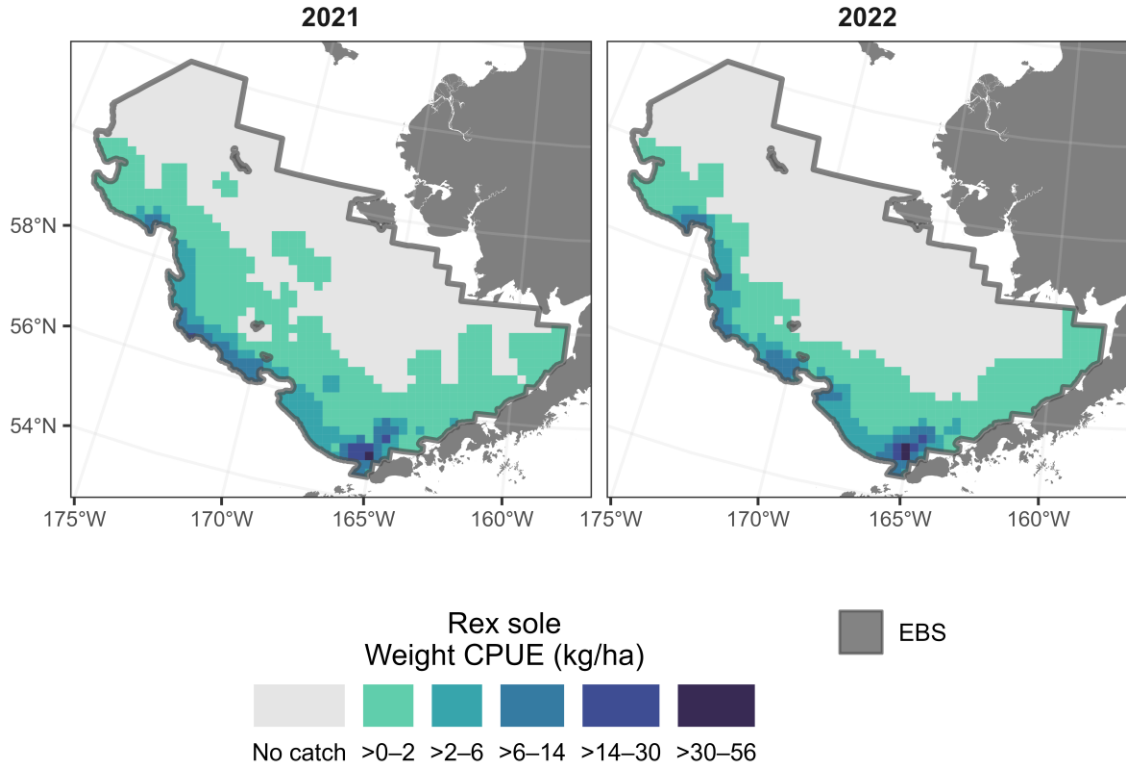 2021
2022
58°N
56°N
54°N
175°W
170°W
165°W
160°W
175°W
170°W
165°W
160°W
Rex sole
Weight CPUE (kg/ha)
EBS
No catch >0–2 >2–6 >6–14 >14–30 >30–56